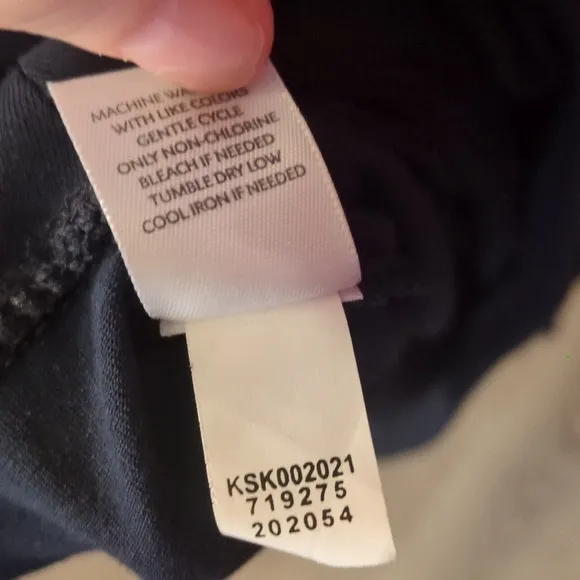 MACHINE
WITH LIKE COLORS
GENTLE CYCLE
ONLY NON-CHLORINE
BLEACH IF NEEDED
TUMBLE DRY LOW
COOL IRON IF NEEDED
KSK002021
719275
202054